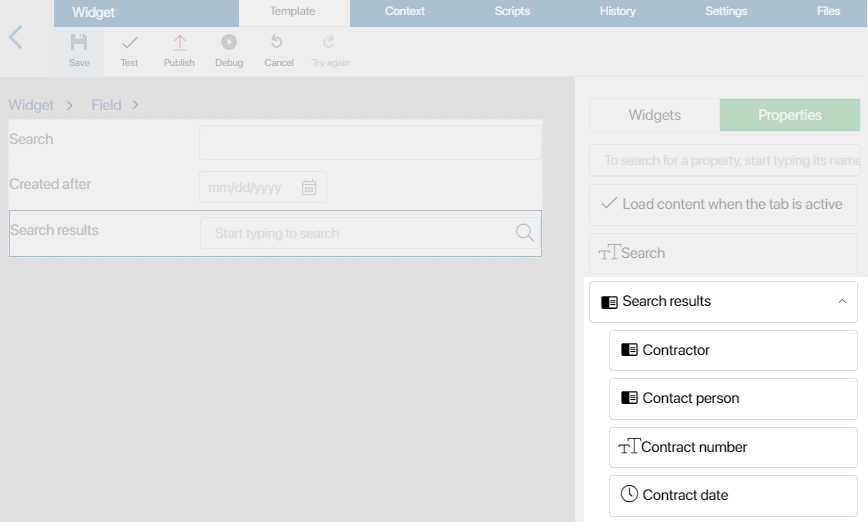 Widget Template Context Scripts History Settings Files
Save Test Publish Debug Cancel Try again
Widget > Field >
Widgets Properties
Search
To search for a property, start typing its name
Created after mm/dd/yyyy
Load content when the tab is active
Search results Start typing to search
Search
Search results
Contractor
Contact person
Contract number
Contract date